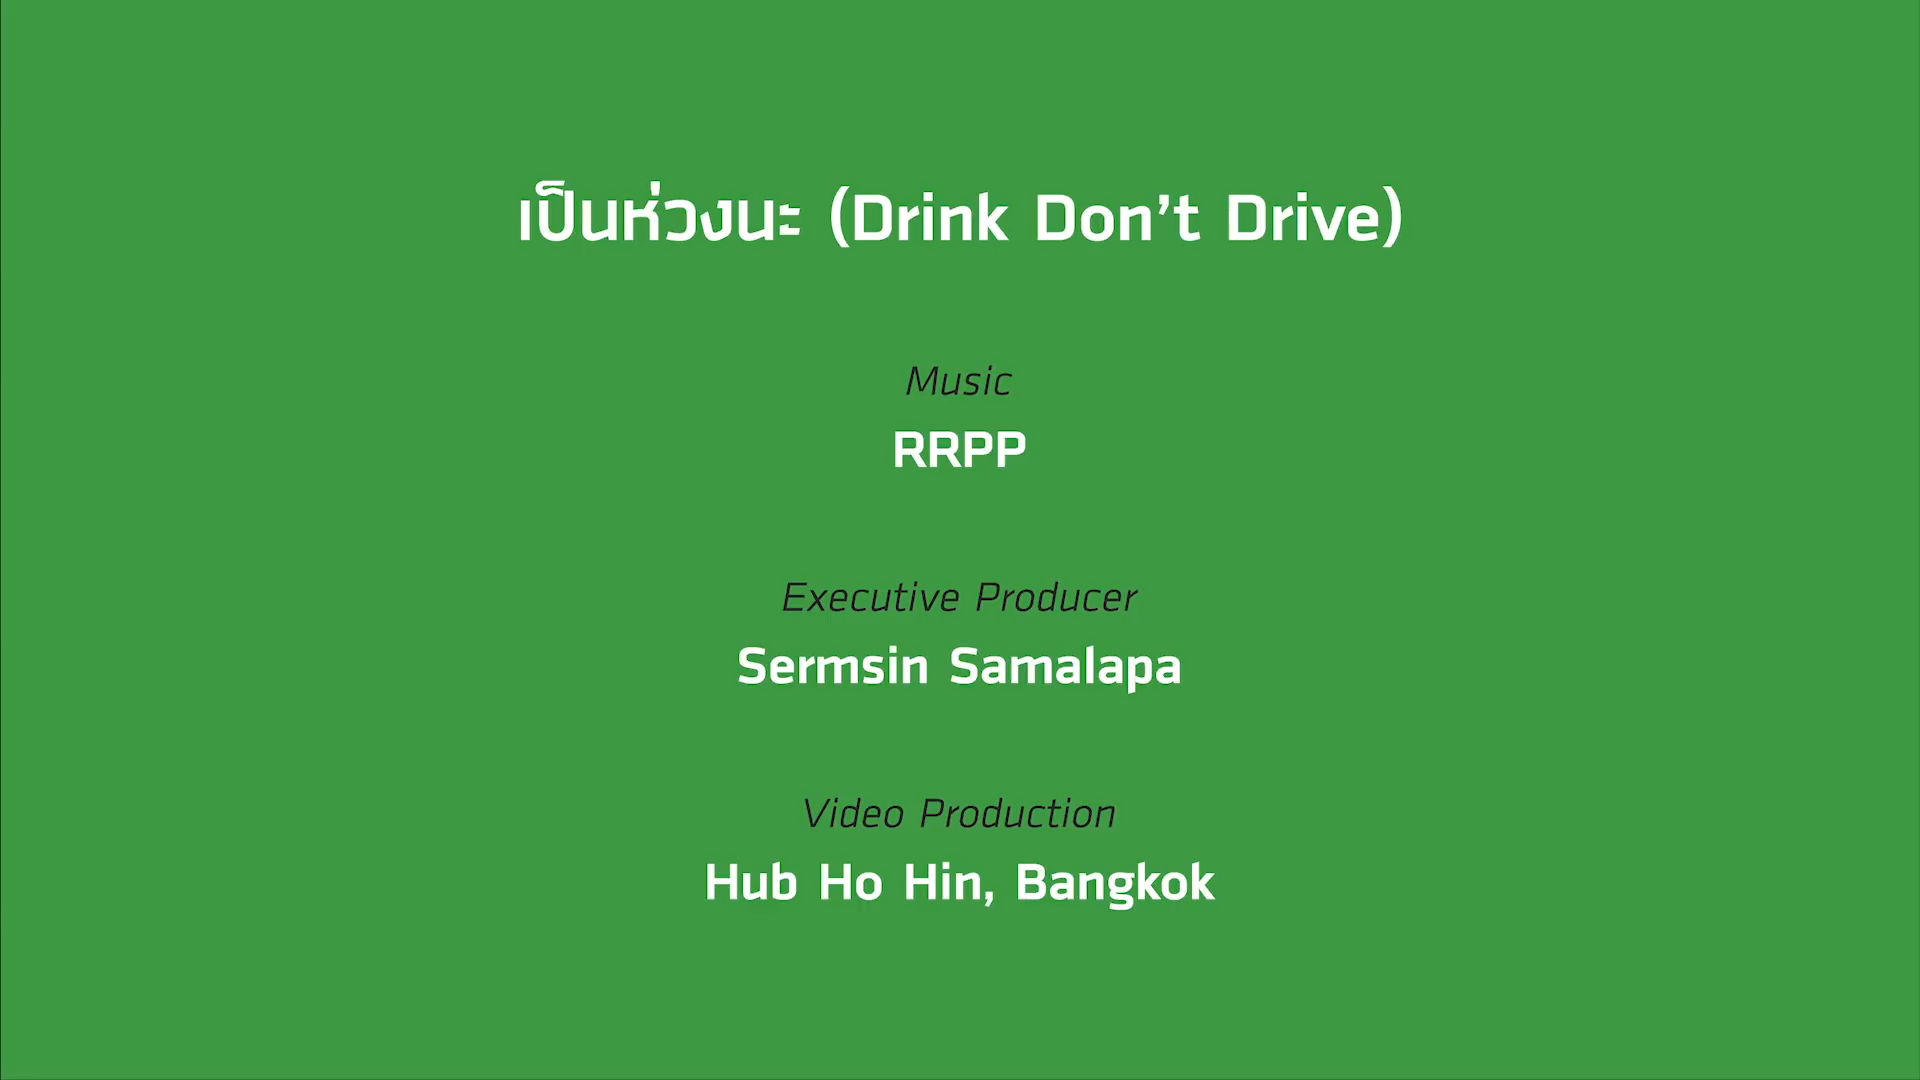 เป็นห่วงนะ (Drink Don’t Drive)
Music
RRPP
Executive Producer
Sermsin Samalapa
Video Production
Hub Ho Hin, Bangkok